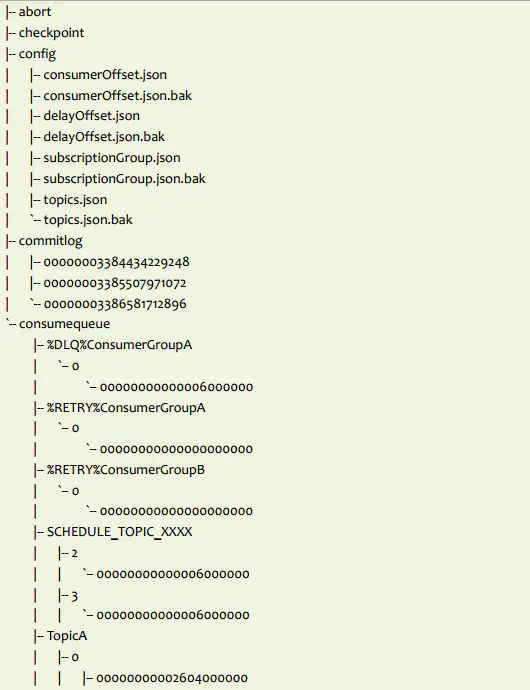 |-- abort
|-- checkpoint
|-- config
|     |-- consumerOffset.json
|     |-- consumerOffset.json.bak
|     |-- delayOffset.json
|     |-- delayOffset.json.bak
|     |-- subscriptionGroup.json
|     |-- subscriptionGroup.json.bak
|     |-- topics.json
|     `-- topics.json.bak
|-- commitlog
|     |-- 00000003384434229248
|     |-- 00000003385507971072
|     `-- 00000003386581712896
`-- consumequeue
      |-- %DLQ%ConsumerGroupA
      |     `-- 0
      |           `-- 00000000000006000000
      |-- %RETRY%ConsumerGroupA
      |     `-- 0
      |           `-- 00000000000000000000
      |-- %RETRY%ConsumerGroupB
      |     `-- 0
      |           `-- 00000000000000000000
      |-- SCHEDULE_TOPIC_XXXX
      |     |-- 2
      |     |     `-- 00000000000006000000
      |     |-- 3
      |     |     `-- 00000000000006000000
      |-- TopicA
      |     |-- 0
      |     |     |-- 00000000002604000000